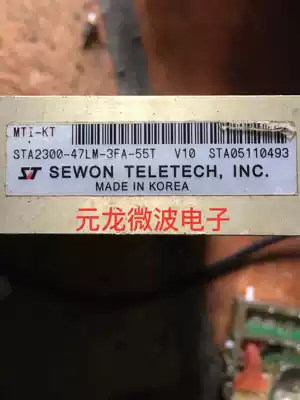 MTI-KT
STA2300-47LM-3FA-55T V10 STA05110493
ST SEWON TELETECH, INC.
MADE IN KOREA
元龙微波电子